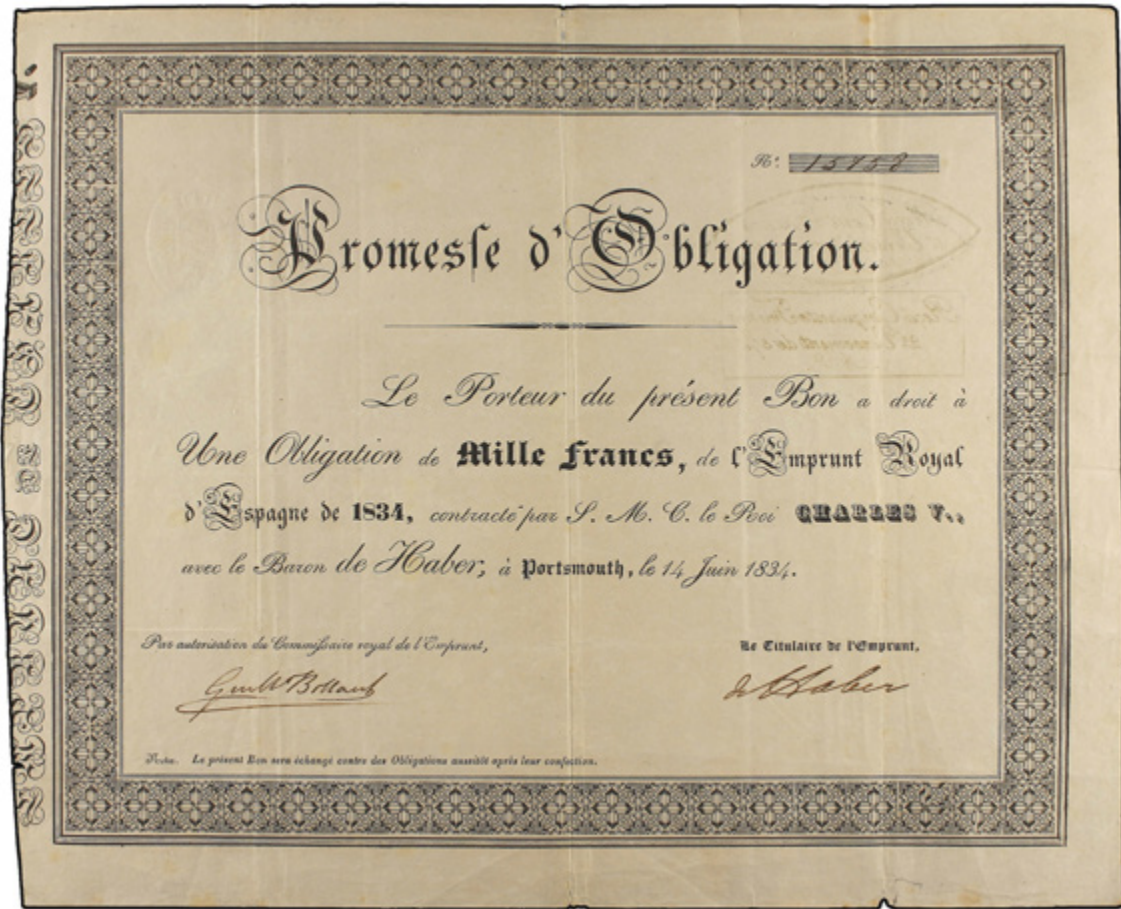 Nº. 15758
Promesse d'Obligation.
Le Porteur du présent Bon a droit à
Une Obligation de Mille Francs, de l'Emprunt Royal
d'Espagne de 1834, contracté par S. M. C. le Roi CHARLES V.,
avec le Baron de Haber, à Portsmouth, le 14 Juin 1834.
Par autorisation du Commissaire royal de l'Emprunt,
Le Titulaire de l'Emprunt,
de Haber
Nota. Le présent Bon sera échangé contre des Obligations aussitôt après leur confection.